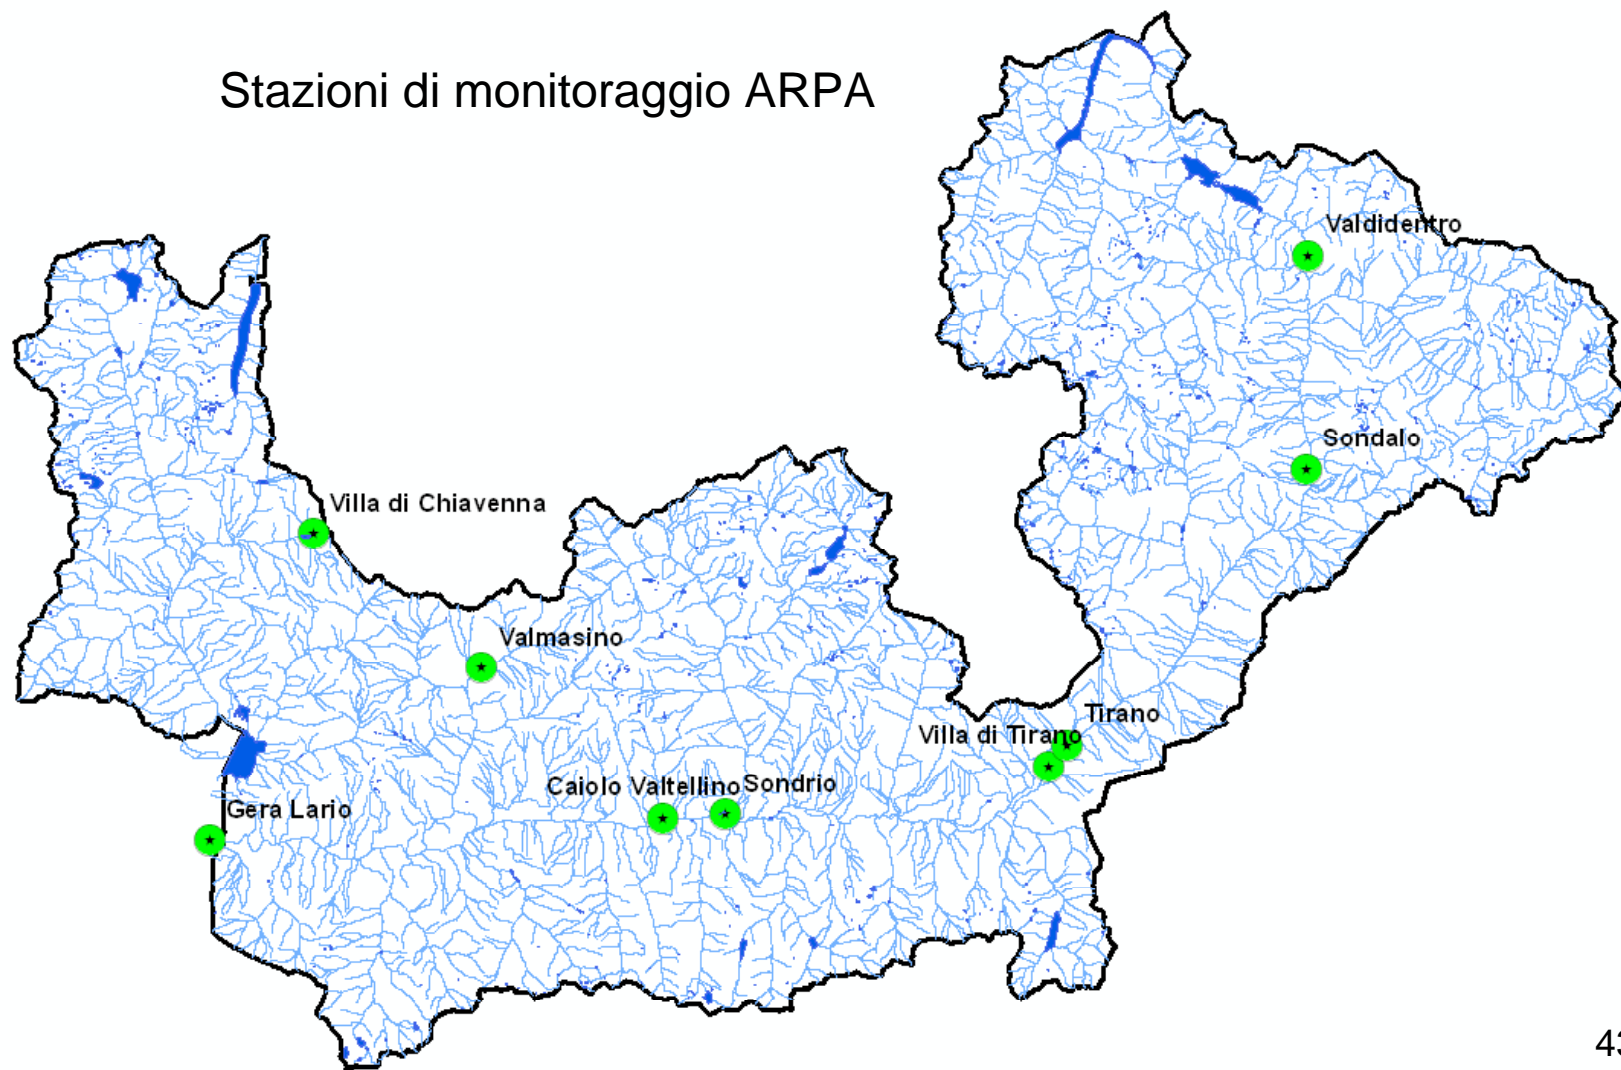 Stazioni di monitoraggio ARPA
Valdidentro
Sondalo
Villa di Chiavenna
Valmasino
Tirano
Villa di Tirano
Caiolo Valtellino
Sondrio
Gera Lario
43